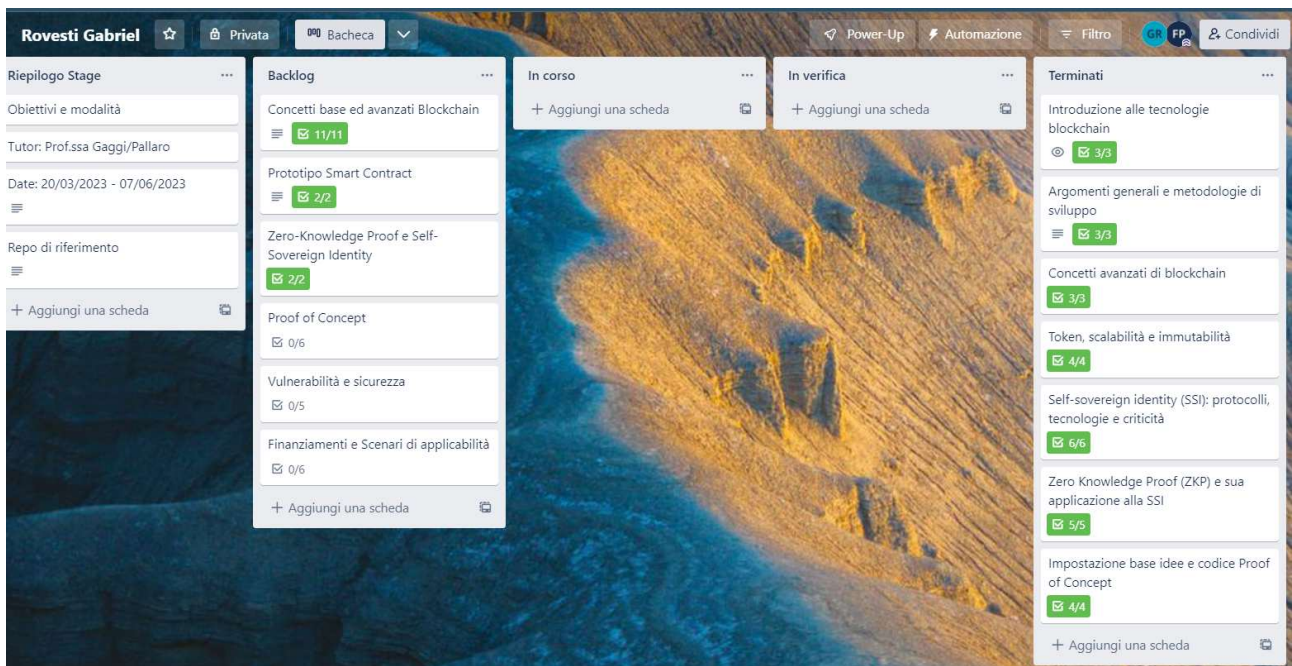 Rovesti Gabriel
Privata
Bacheca
Power-Up
Automazione
Filtro
GR
FP
Condividi
Riepilogo Stage
Obiettivi e modalità
Tutor: Prof.ssa Gaggi/Pallaro
Date: 20/03/2023 - 07/06/2023
Repo di riferimento
+ Aggiungi una scheda
Backlog
Concetti base ed avanzati Blockchain
11/11
Prototipo Smart Contract
2/2
Zero-Knowledge Proof e Self-
Sovereign Identity
2/2
Proof of Concept
0/6
Vulnerabilità e sicurezza
0/5
Finanziamenti e Scenari di applicabilità
0/6
+ Aggiungi una scheda
In corso
+ Aggiungi una scheda
In verifica
+ Aggiungi una scheda
Terminati
Introduzione alle tecnologie
blockchain
3/3
Argomenti generali e metodologie di
sviluppo
3/3
Concetti avanzati di blockchain
3/3
Token, scalabilità e immutabilità
4/4
Self-sovereign identity (SSI): protocolli,
tecnologie e criticità
6/6
Zero Knowledge Proof (ZKP) e sua
applicazione alla SSI
5/5
Impostazione base idee e codice Proof
of Concept
4/4
+ Aggiungi una scheda